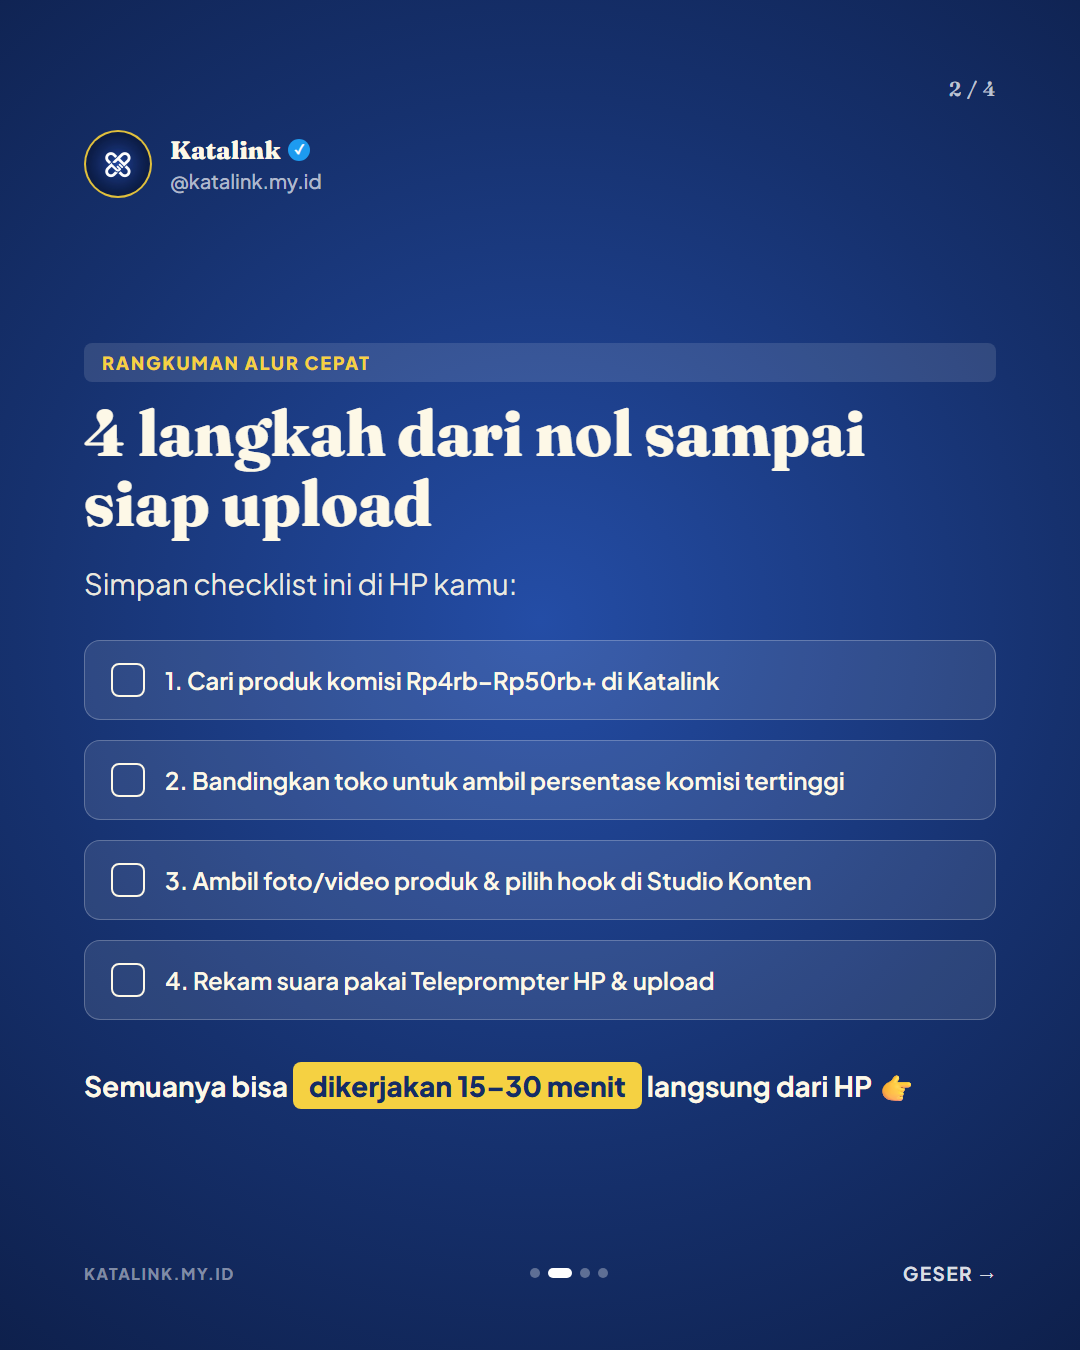 2 / 4
Katalink
@katalink.my.id
RANGKUMAN ALUR CEPAT
4 langkah dari nol sampai
siap upload
Simpan checklist ini di HP kamu:
1. Cari produk komisi Rp4rb–Rp50rb+ di Katalink
2. Bandingkan toko untuk ambil persentase komisi tertinggi
3. Ambil foto/video produk & pilih hook di Studio Konten
4. Rekam suara pakai Teleprompter HP & upload
Semuanya bisa dikerjakan 15–30 menit langsung dari HP 👉
KATALINK.MY.ID
GESER →